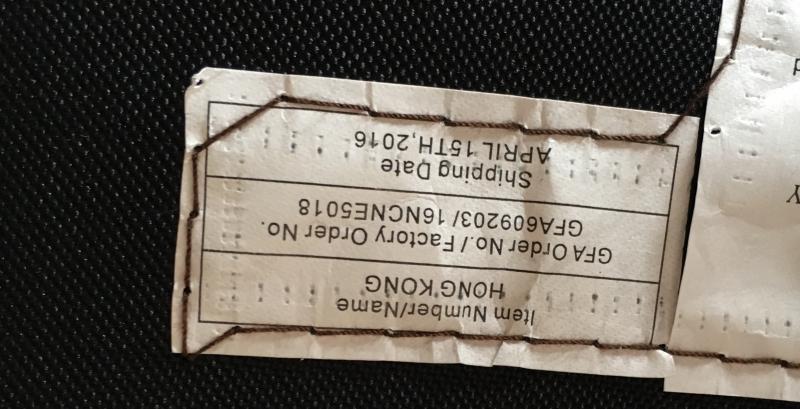 Item Number/Name
HONG KONG
GFA Order No./ Factory Order No.
GFA609203/ 16NCNE5018
Shipping Date
APRIL 15TH,2016